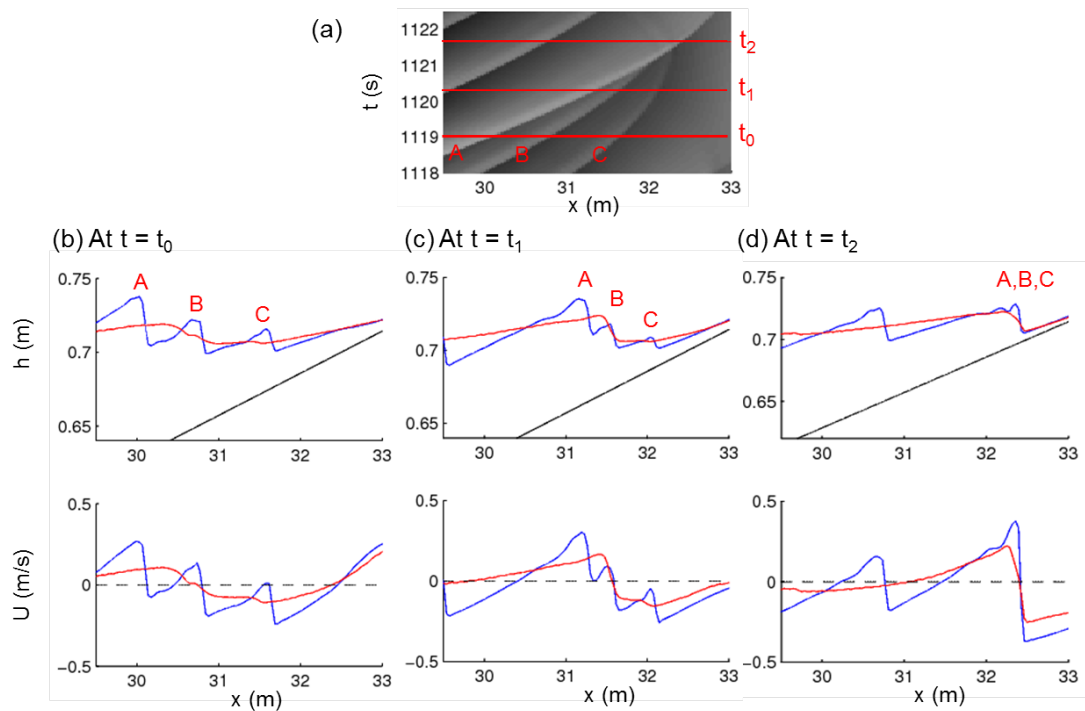 (a)
t (s)
1122
1121
1120
1119
1118
t₂
t₁
t₀
A
B
C
30
31
32
33
x (m)
(b) At t = t₀
(c) At t = t₁
(d) At t = t₂
h (m)
0.75
0.7
0.65
A
B
C
30
31
32
33
0.75
0.7
0.65
A
B
C
30
31
32
33
0.75
0.7
0.65
A,B,C
30
31
32
33
U (m/s)
0.5
0
−0.5
30
31
32
33
x (m)
0.5
0
−0.5
30
31
32
33
x (m)
0.5
0
−0.5
30
31
32
33
x (m)